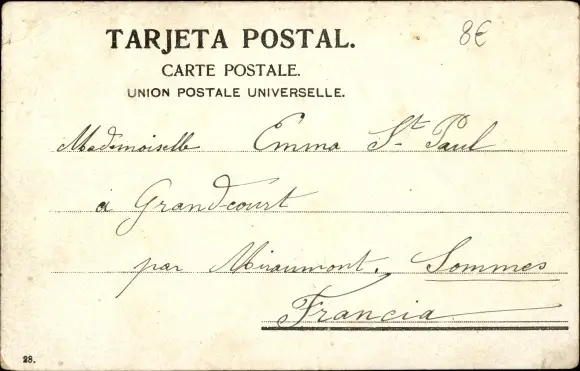 TARJETA POSTAL.
8€
CARTE POSTALE.
UNION POSTALE UNIVERSELLE.
Mademoiselle Emma St. Paul
à Grandcourt
par Miraumont. Sommes
Francia
28.